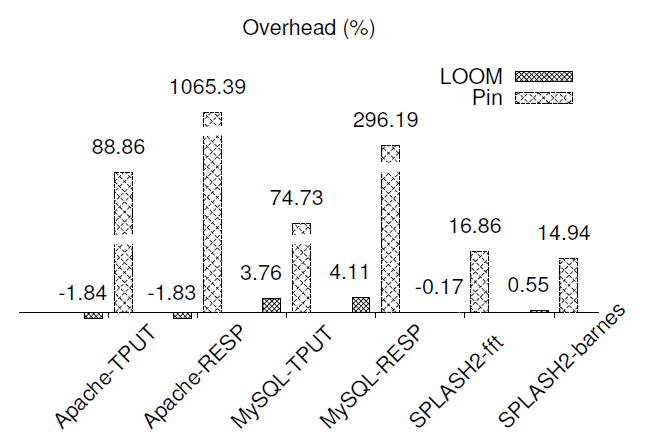 Overhead (%)
LOOM
Pin
1065.39
296.19
88.86
74.73
16.86
14.94
-1.84
-1.83
3.76
4.11
-0.17
0.55
Apache-TPUT
Apache-RESP
MySQL-TPUT
MySQL-RESP
SPLASH2-fft
SPLASH2-barnes